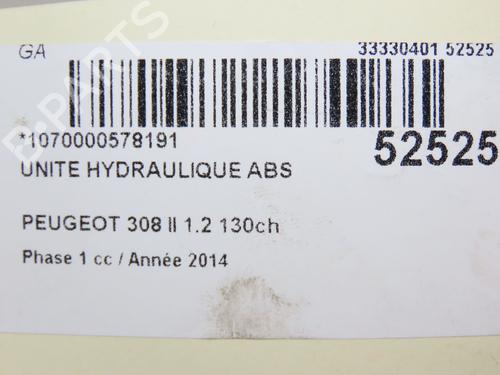 GA 33330401 52525
*1070000578191 52525
UNITE HYDRAULIQUE ABS
PEUGEOT 308 II 1.2 130ch
Phase 1 cc / Année 2014
B-PARTS